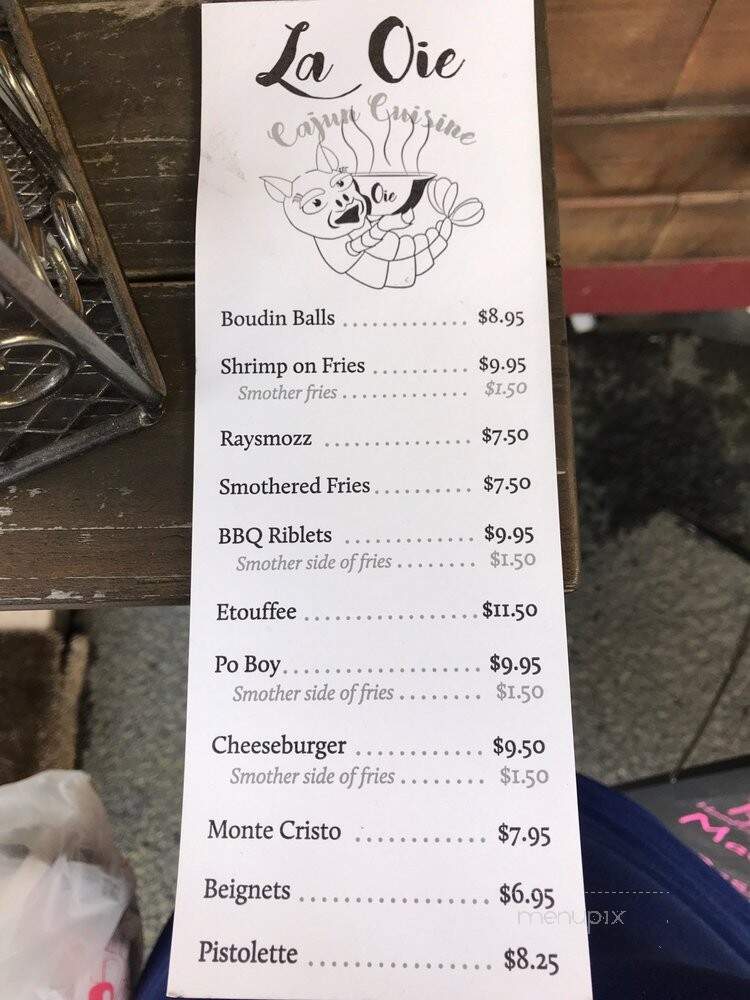 La Oie
Cajun Cuisine
Oie
Boudin Balls ............. $8.95
Shrimp on Fries .......... $9.95
Smother fries ............. $1.50
Raysmozz ............... $7.50
Smothered Fries.......... $7.50
BBQ Riblets ............. $9.95
Smother side of fries ........ $1.50
Etouffee .................. $11.50
Po Boy.................... $9.95
Smother side of fries ........ $1.50
Cheeseburger ............. $9.50
Smother side of fries ........ $1.50
Monte Cristo ............. $7.95
Beignets ................... $6.95
menupix
Pistolette .................. $8.25